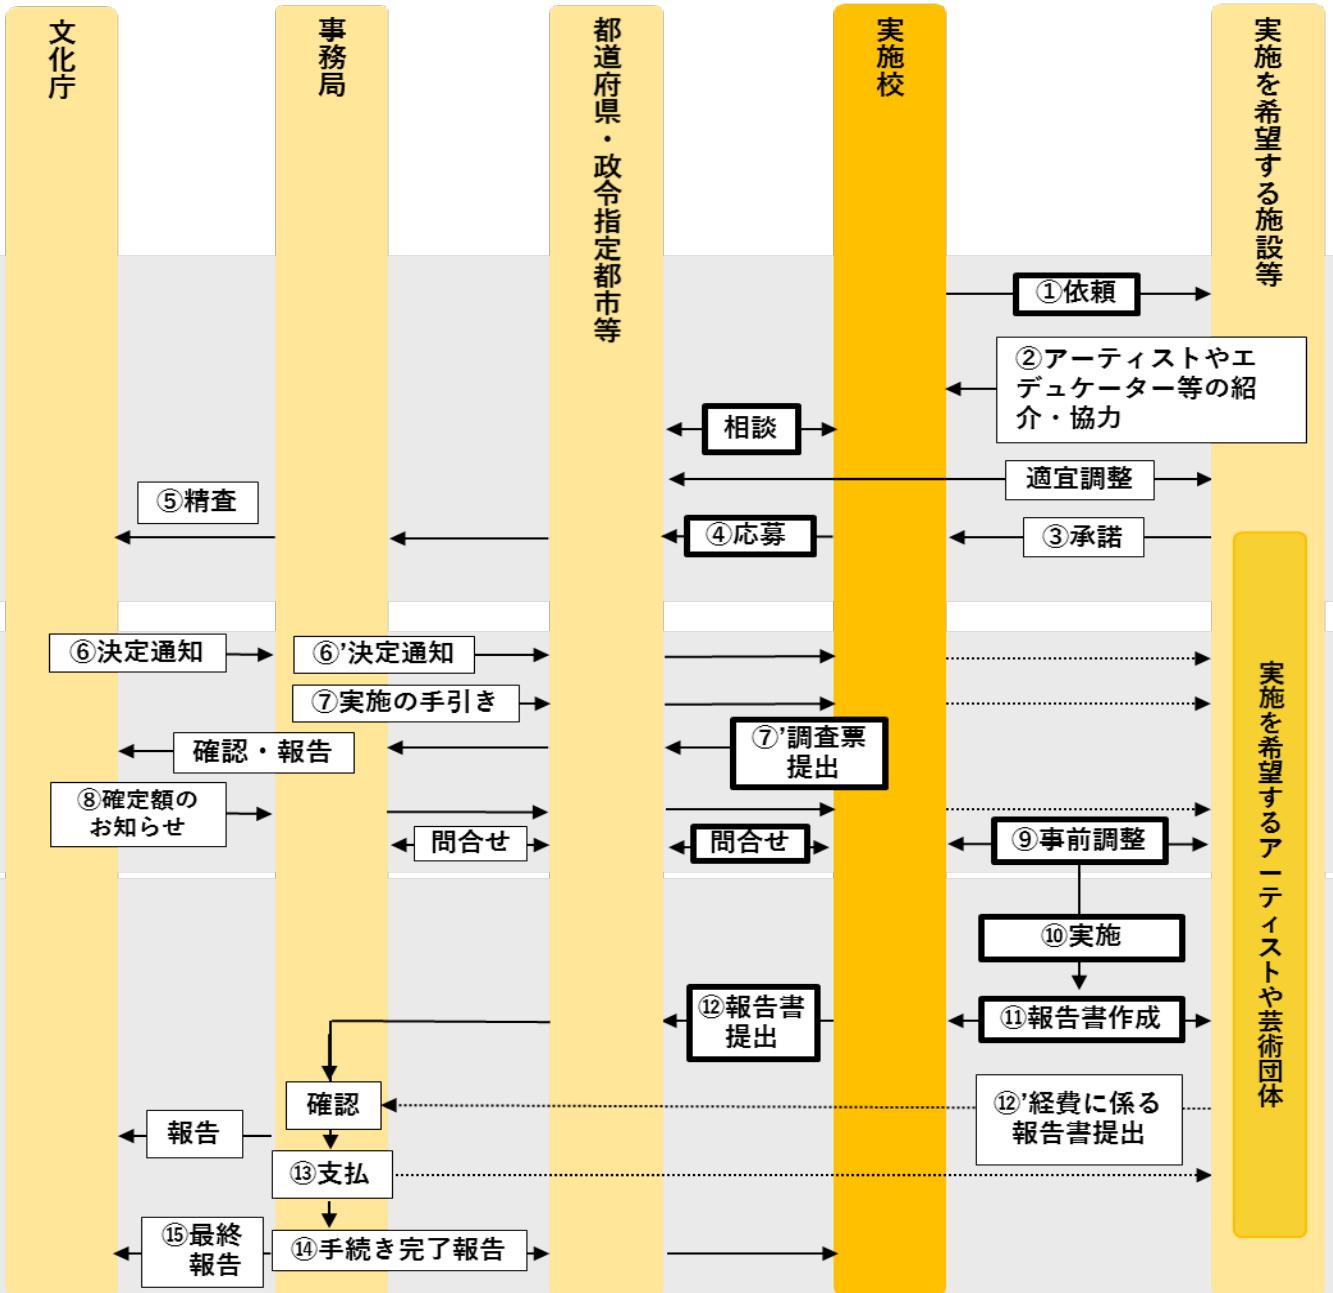 文化庁
事務局
都道府県・政令指定都市等
実施校
実施を希望する施設等
①依頼
②アーティストやエ
デュケーター等の紹
介・協力
相談
適宜調整
⑤精査
④応募
③承諾
実施を希望するアーティストや芸術団体
⑥決定通知
⑥’決定通知
⑦実施の手引き
⑦’調査票
提出
確認・報告
⑧確定額の
お知らせ
問合せ
問合せ
⑨事前調整
⑩実施
⑫報告書
提出
⑪報告書作成
確認
⑫’経費に係る
報告書提出
報告
⑬支払
⑮最終
報告
⑭手続き完了報告